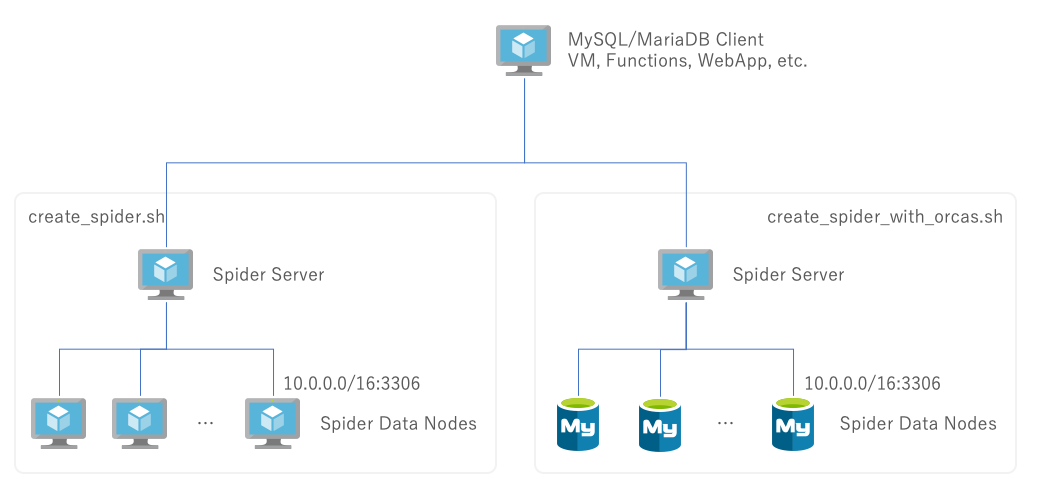 MySQL/MariaDB Client
VM, Functions, WebApp, etc.
create_spider.sh
Spider Server
10.0.0.0/16:3306
...
Spider Data Nodes
create_spider_with_orcas.sh
Spider Server
10.0.0.0/16:3306
My
My
...
My
Spider Data Nodes